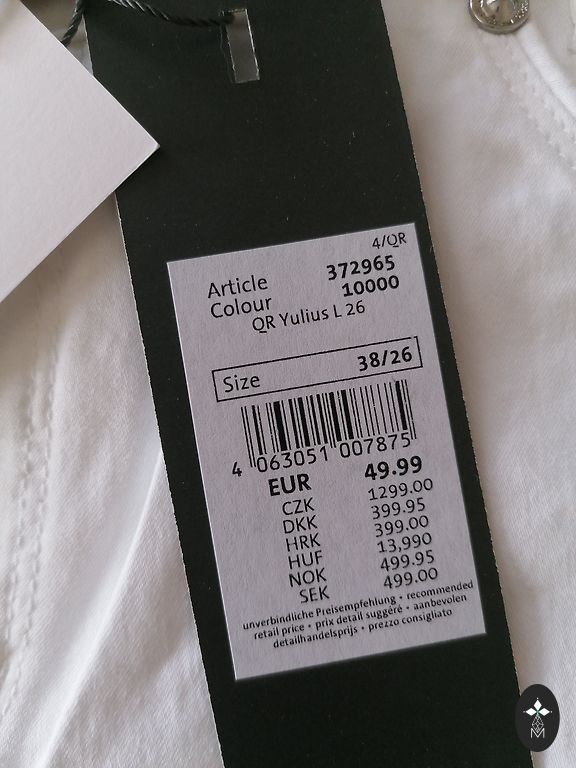 4/QR
Article 372965
Colour 10000
QR Yulius L 26
Size 38/26
4 063051 007875
EUR 49.99
CZK 1299.00
DKK 399.95
HRK 399.00
HUF 13,990
NOK 499.95
SEK 499.00
unverbindliche Preisempfehlung • recommended
retail price • prix detail suggéré • aanbevolen
detailhandelsprijs • prezzo consigliato
M